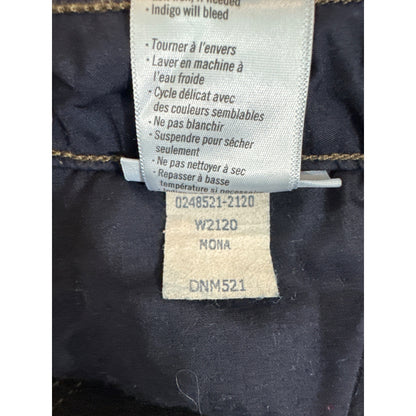 if needed
• Indigo will bleed
• Tourner à l'envers
• Laver en machine à
l'eau froide
• Cycle délicat avec
des couleurs semblables
• Ne pas blanchir
• Suspendre pour sécher
seulement
• Ne pas nettoyer à sec
• Repasser à basse
température si necessaire
0248521-2120
W2120
MONA
DNM521